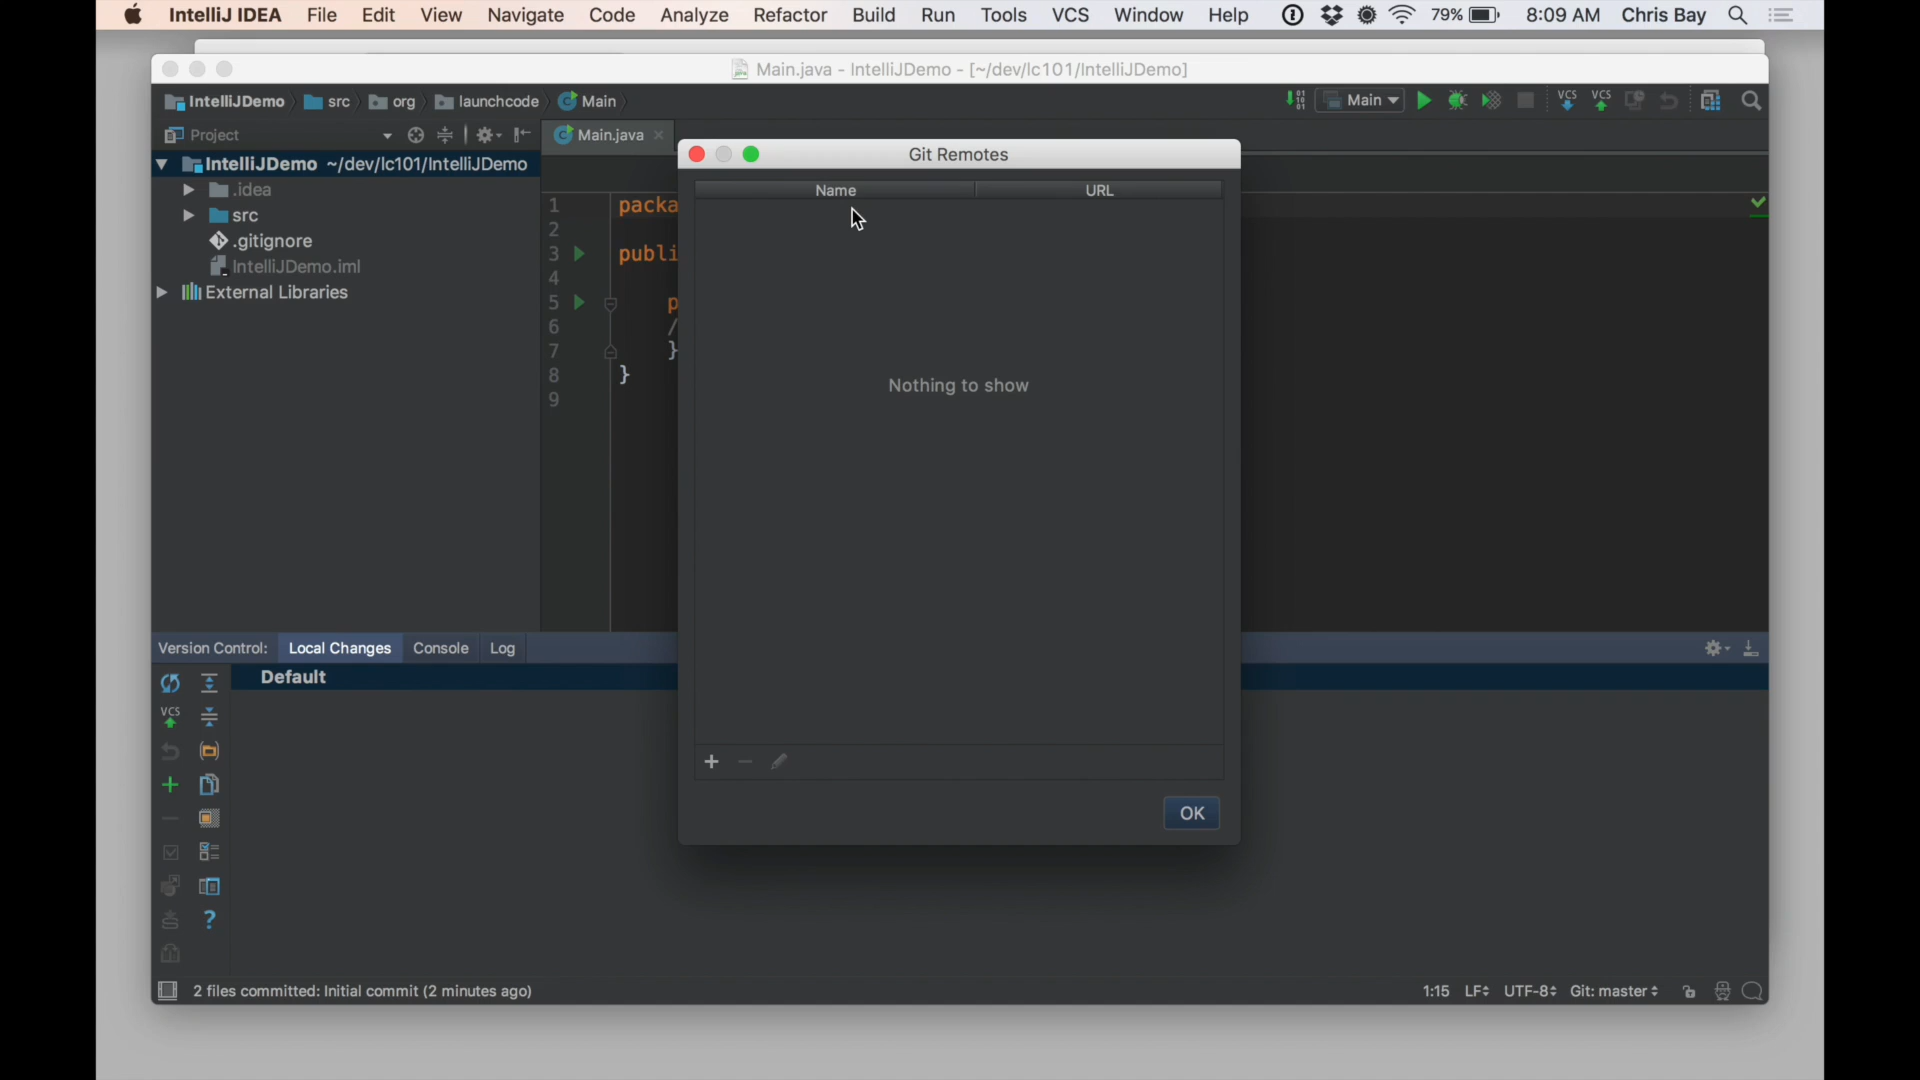 IntelliJ IDEA File Edit View Navigate Code Analyze Refactor Build Run Tools VCS Window Help 79% 8:09 AM Chris Bay
Main.java - IntelliJDemo - [~/dev/lc101/IntelliJDemo]
IntelliJDemo src org launchcode Main Main VCS VCS
Project Main.java
Git Remotes
IntelliJDemo ~/dev/lc101/IntelliJDemo
.idea
src
.gitignore
IntelliJDemo.iml
External Libraries
1 packa
2
3 publi
4
5 p
6 /
7 }
8 }
9
Name URL
Nothing to show
OK
Version Control: Local Changes Console Log
Default
VCS
2 files committed: Initial commit (2 minutes ago) 1:15 LF UTF-8 Git: master